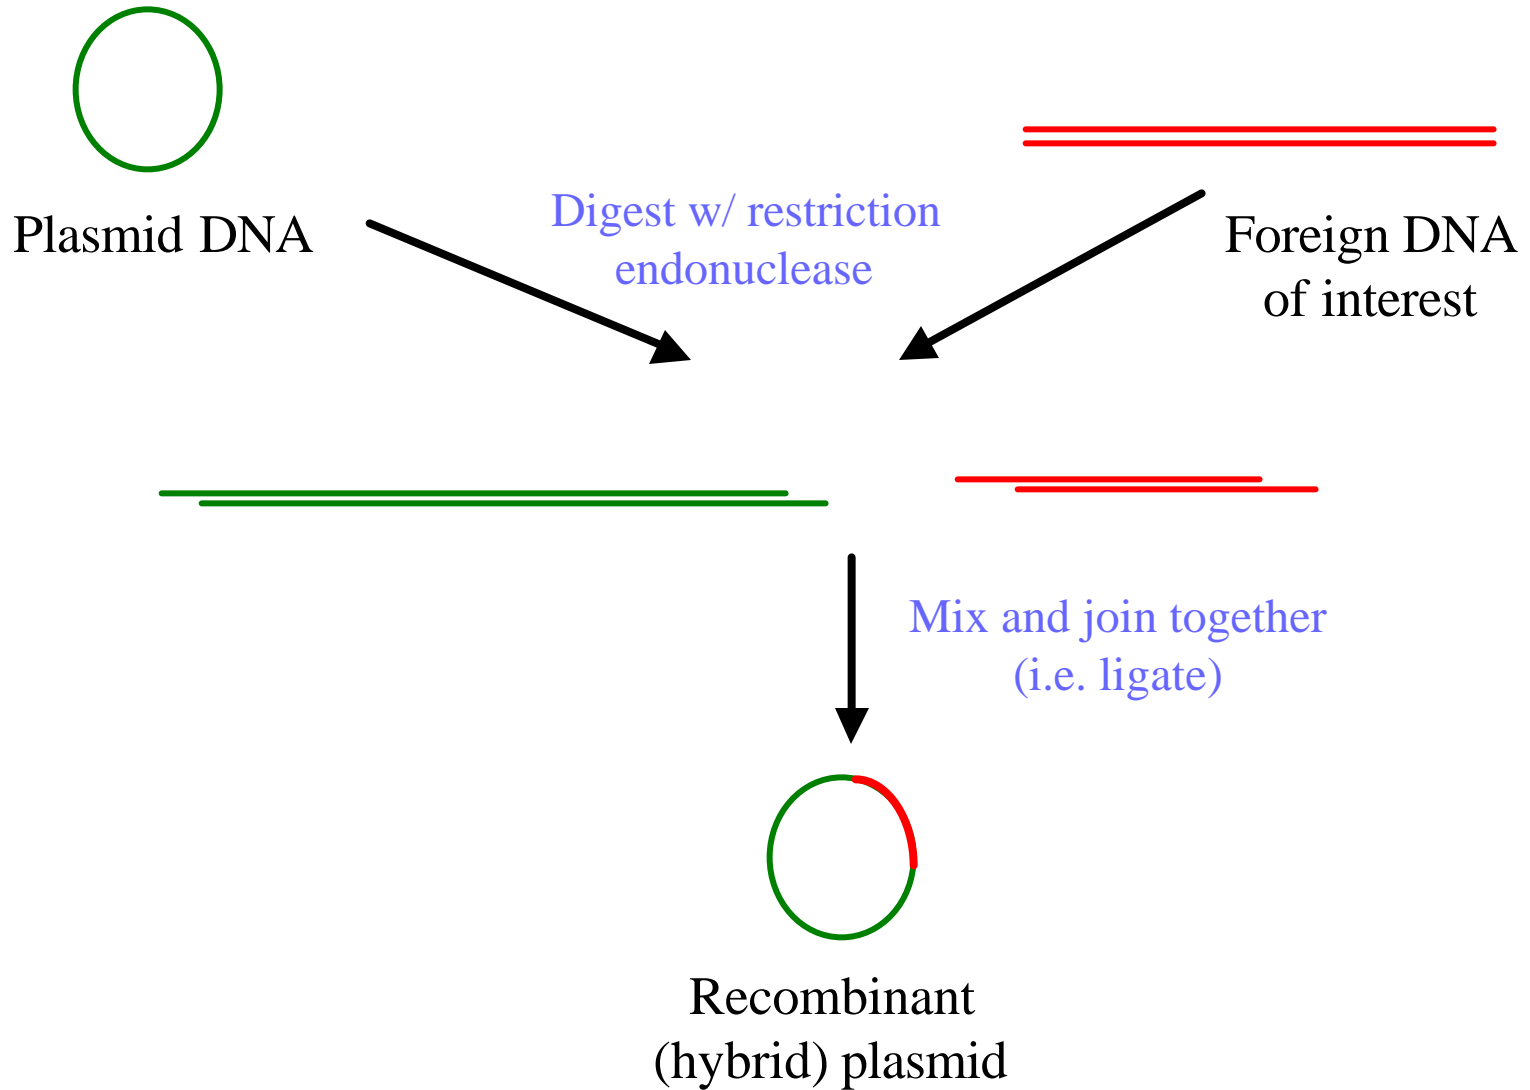 Plasmid DNA
Digest w/ restriction
endonuclease
Foreign DNA
of interest
Mix and join together
(i.e. ligate)
Recombinant
(hybrid) plasmid